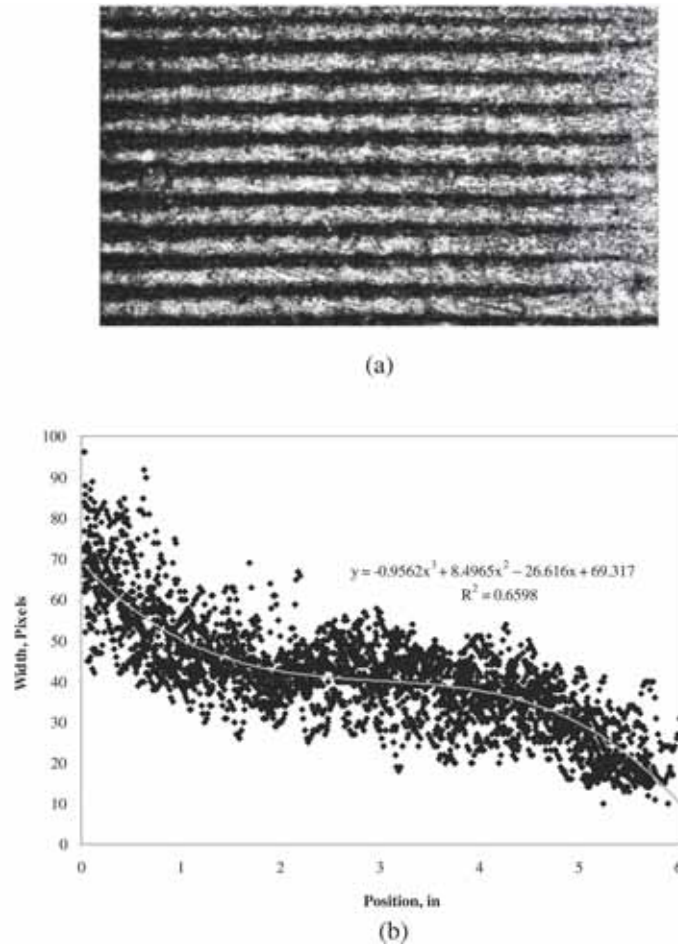 (a)
100
90
80
70
60
50
40
30
20
10
0
Width, Pixels
y = -0.9562x³ + 8.4965x² − 26.616x + 69.317
R² = 0.6598
0 1 2 3 4 5 6
Position, in
(b)